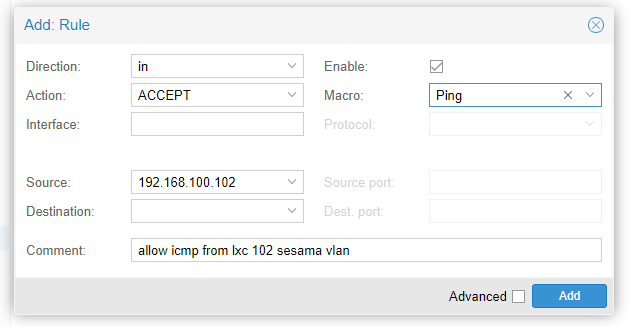 Add: Rule
Direction: in Enable:
Action: ACCEPT Macro: Ping
Interface: Protocol:
Source: 192.168.100.102 Source port:
Destination: Dest. port:
Comment: allow icmp from lxc 102 sesama vlan
Advanced Add